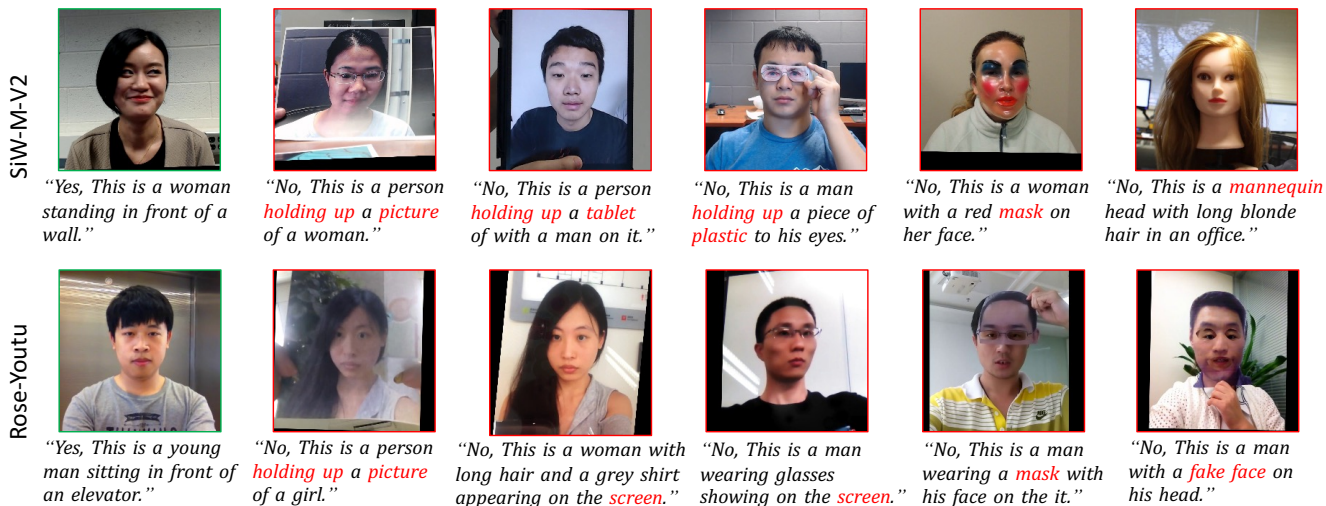 SiW-M-V2
“Yes, This is a woman
standing in front of a
wall.”
“No, This is a person
holding up a picture
of a woman.”
“No, This is a person
holding up a tablet
of with a man on it.”
“No, This is a man
holding up a piece of
plastic to his eyes.”
“No, This is a woman
with a red mask on
her face.”
“No, This is a mannequin
head with long blonde
hair in an office.”
Rose-Youtu
“Yes, This is a young
man sitting in front of
an elevator.”
“No, This is a person
holding up a picture
of a girl.”
“No, This is a woman with
long hair and a grey shirt
appearing on the screen.”
“No, This is a man
wearing glasses
showing on the screen.”
“No, This is a man
wearing a mask with
his face on the it.”
“No, This is a man
with a fake face on
his head.”